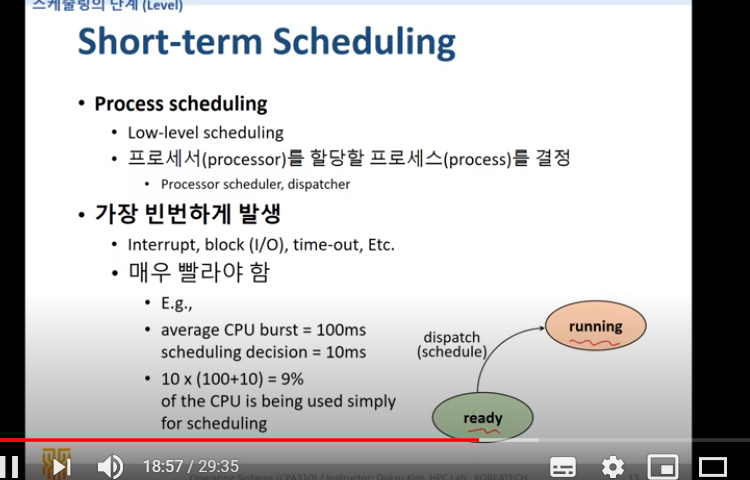 스케줄링의 단계 (Level)
Short-term Scheduling
• Process scheduling
• Low-level scheduling
• 프로세서(processor)를 할당할 프로세스(process)를 결정
• Processor scheduler, dispatcher
• 가장 빈번하게 발생
• Interrupt, block (I/O), time-out, Etc.
• 매우 빨라야 함
• E.g.,
• average CPU burst = 100ms
scheduling decision = 10ms
• 10 x (100+10) = 9%
of the CPU is being used simply
for scheduling
dispatch
(schedule)
running
ready
18:57 / 29:35
Operating Systems (CPA310) / Instructor: Duksu Kim, HPC Lab., KOREATECH